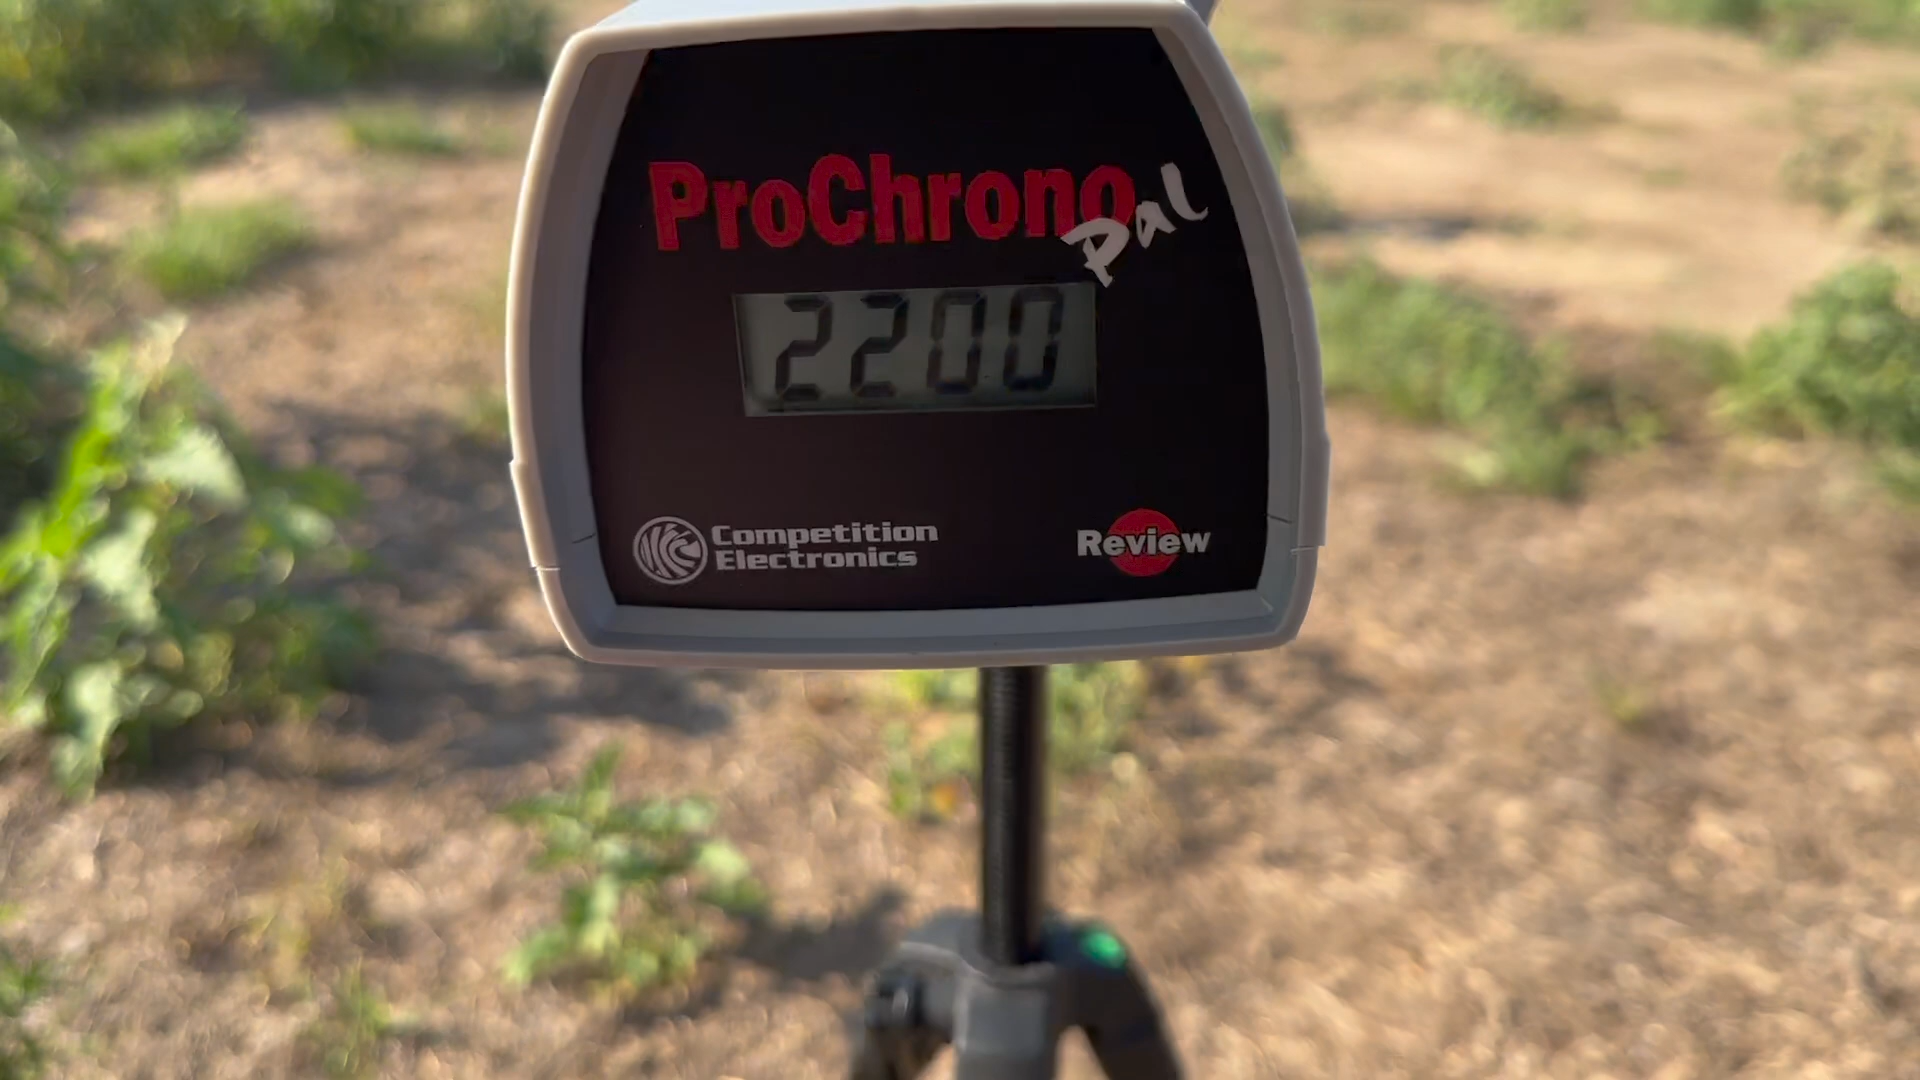 ProChrono
Pal
2200
Competition
Electronics
Review